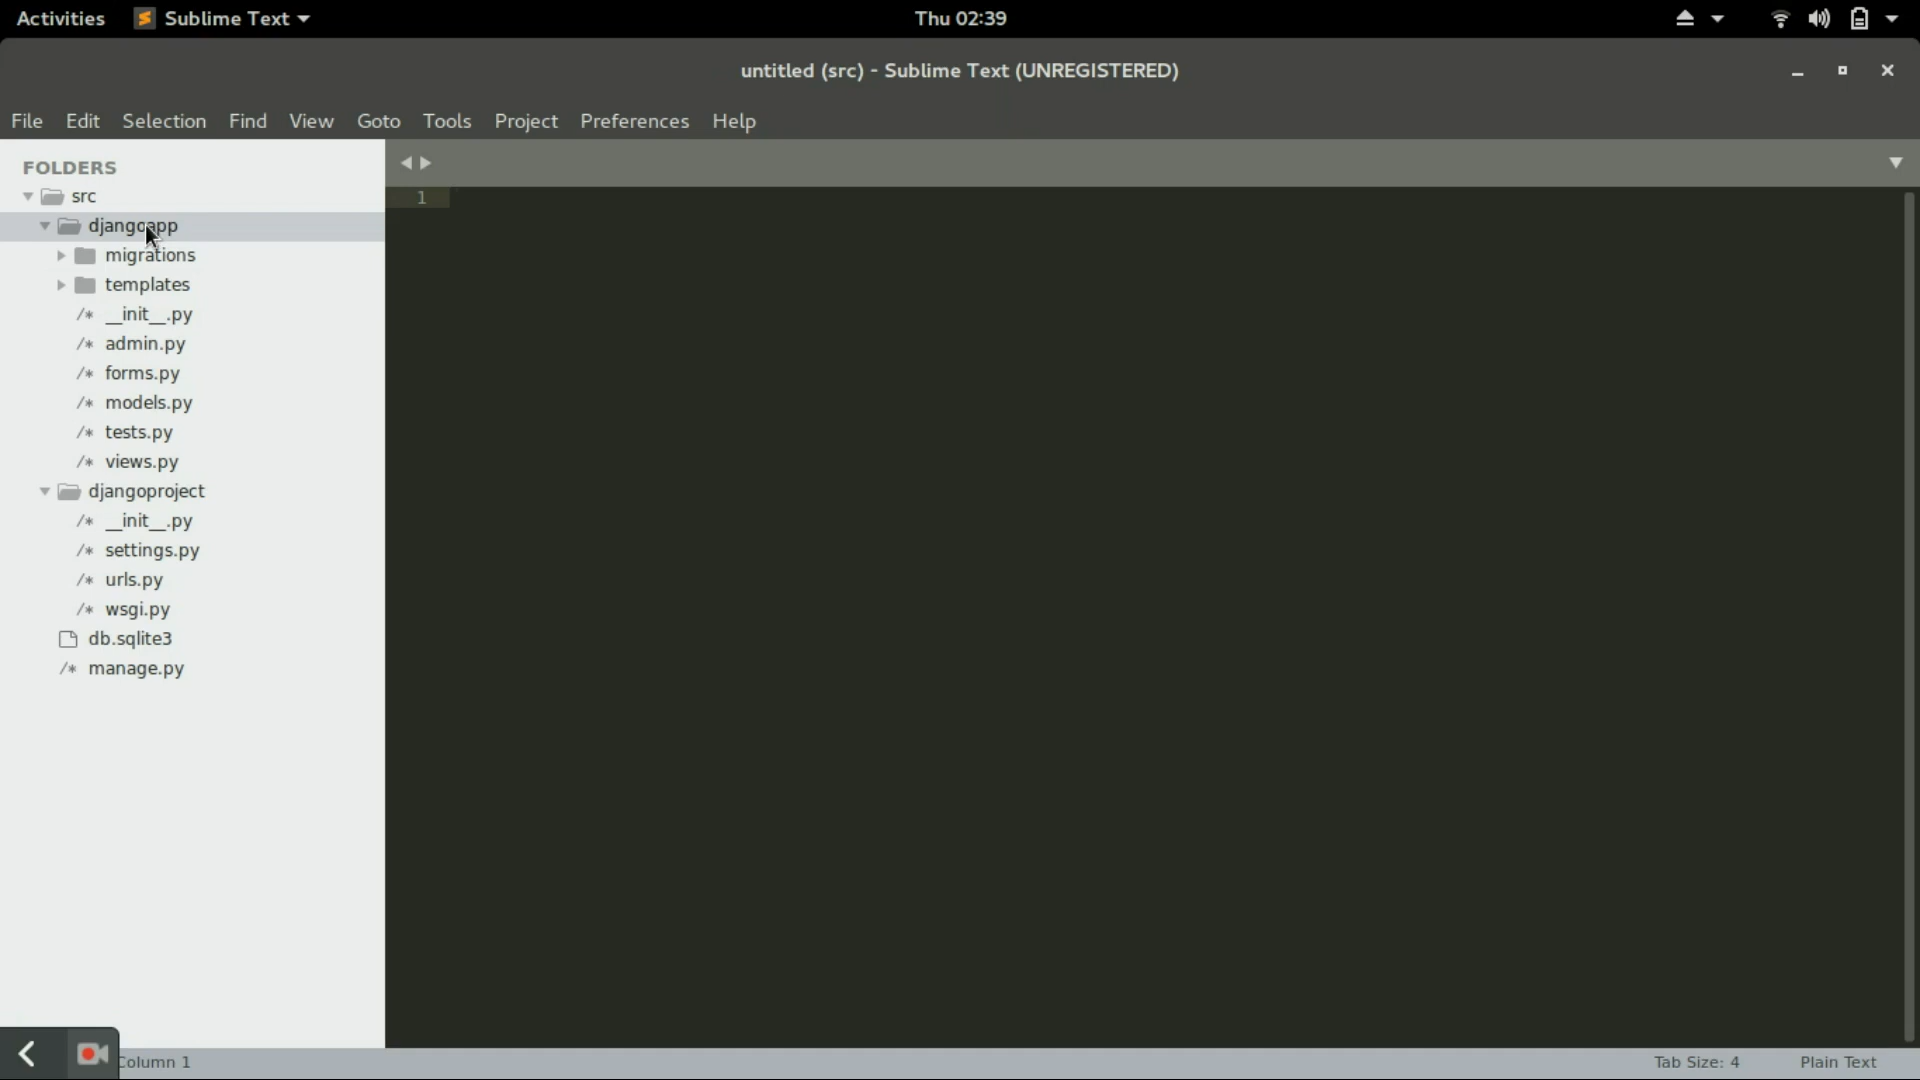 Activities Sublime Text Thu 02:39
untitled (src) - Sublime Text (UNREGISTERED)
File Edit Selection Find View Goto Tools Project Preferences Help
FOLDERS
src
djangoapp
migrations
templates
/* __init__.py
/* admin.py
/* forms.py
/* models.py
/* tests.py
/* views.py
djangoproject
/* __init__.py
/* settings.py
/* urls.py
/* wsgi.py
db.sqlite3
/* manage.py
1
Column 1 Tab Size: 4 Plain Text